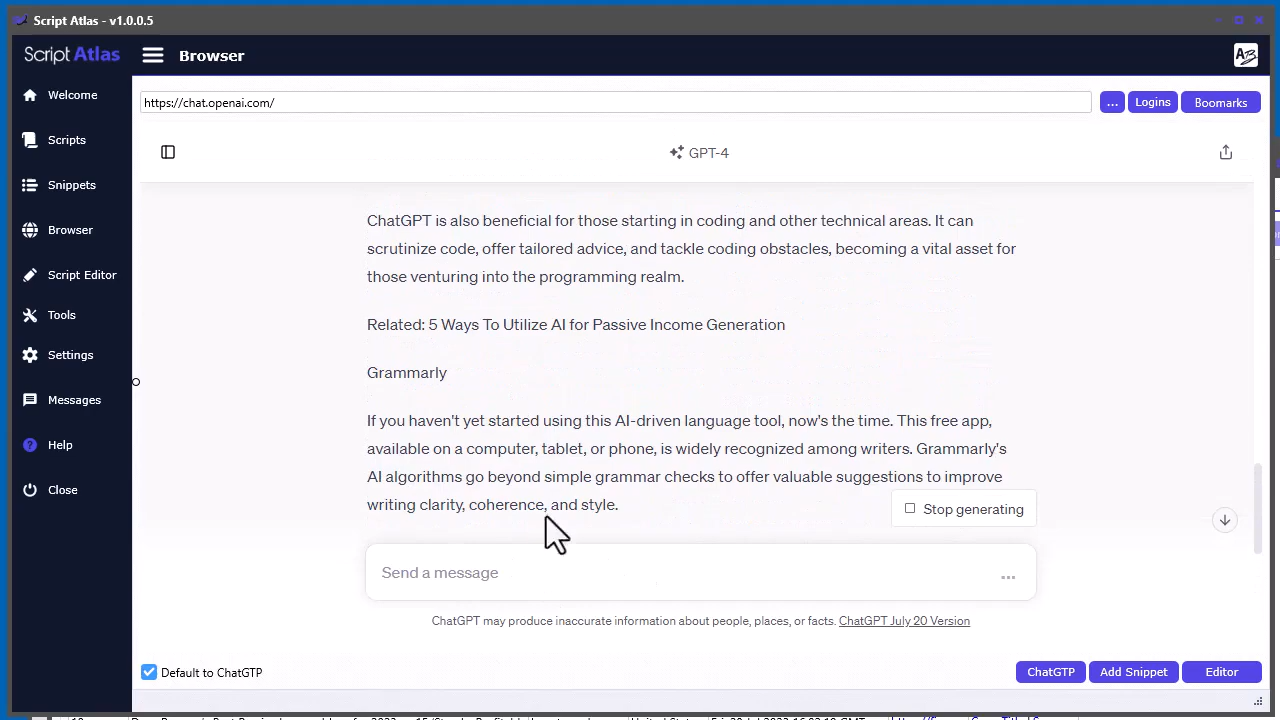 Script Atlas - v1.0.0.5
Script Atlas
Browser
Welcome
Scripts
Snippets
Browser
Script Editor
Tools
Settings
Messages
Help
Close
https://chat.openai.com/
...
Logins
Boomarks
GPT-4
ChatGPT is also beneficial for those starting in coding and other technical areas. It can
scrutinize code, offer tailored advice, and tackle coding obstacles, becoming a vital asset for
those venturing into the programming realm.
Related: 5 Ways To Utilize AI for Passive Income Generation
Grammarly
If you haven't yet started using this AI-driven language tool, now's the time. This free app,
available on a computer, tablet, or phone, is widely recognized among writers. Grammarly's
AI algorithms go beyond simple grammar checks to offer valuable suggestions to improve
writing clarity, coherence, and style.
Stop generating
Send a message
...
ChatGPT may produce inaccurate information about people, places, or facts. ChatGPT July 20 Version
Default to ChatGTP
ChatGTP
Add Snippet
Editor